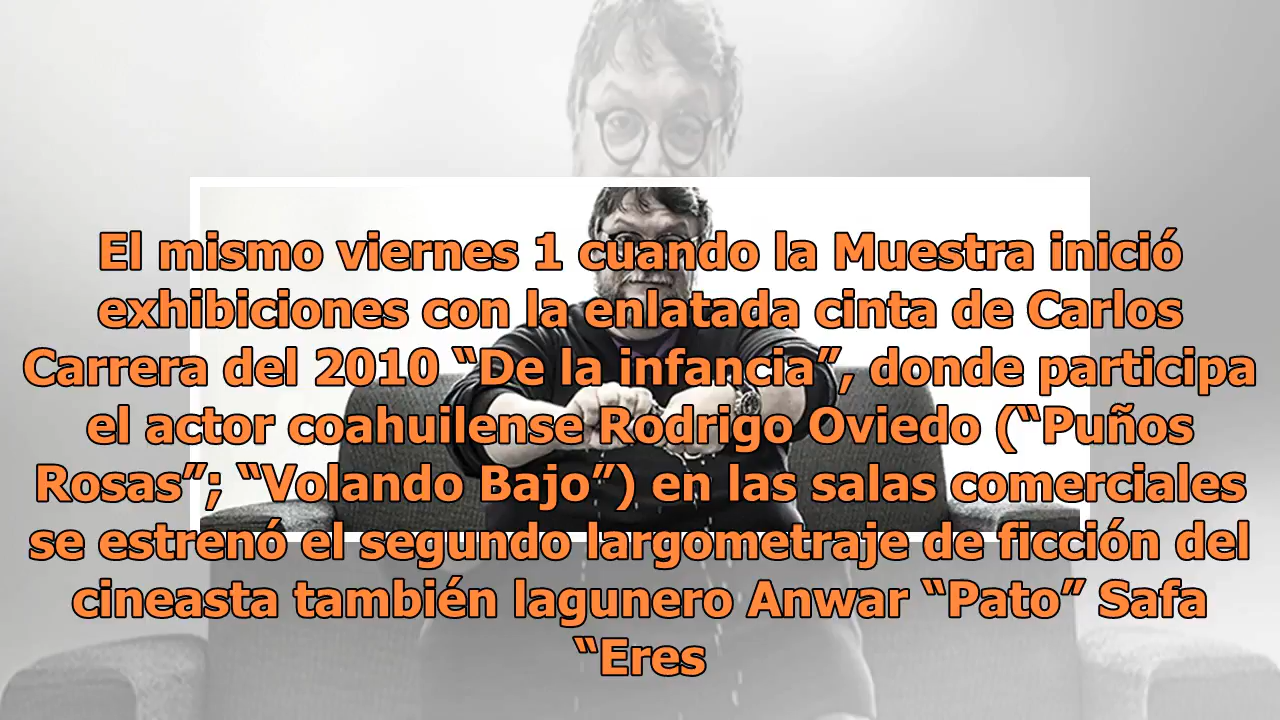 El mismo viernes 1 cuando la Muestra inició
exhibiciones con la enlatada cinta de Carlos
Carrera del 2010 “De la infancia”, donde participa
el actor coahuilense Rodrigo Oviedo (“Puños
Rosas”; “Volando Bajo”) en las salas comerciales
se estrenó el segundo largometraje de ficción del
cineasta también lagunero Anwar “Pato” Safa
“Eres